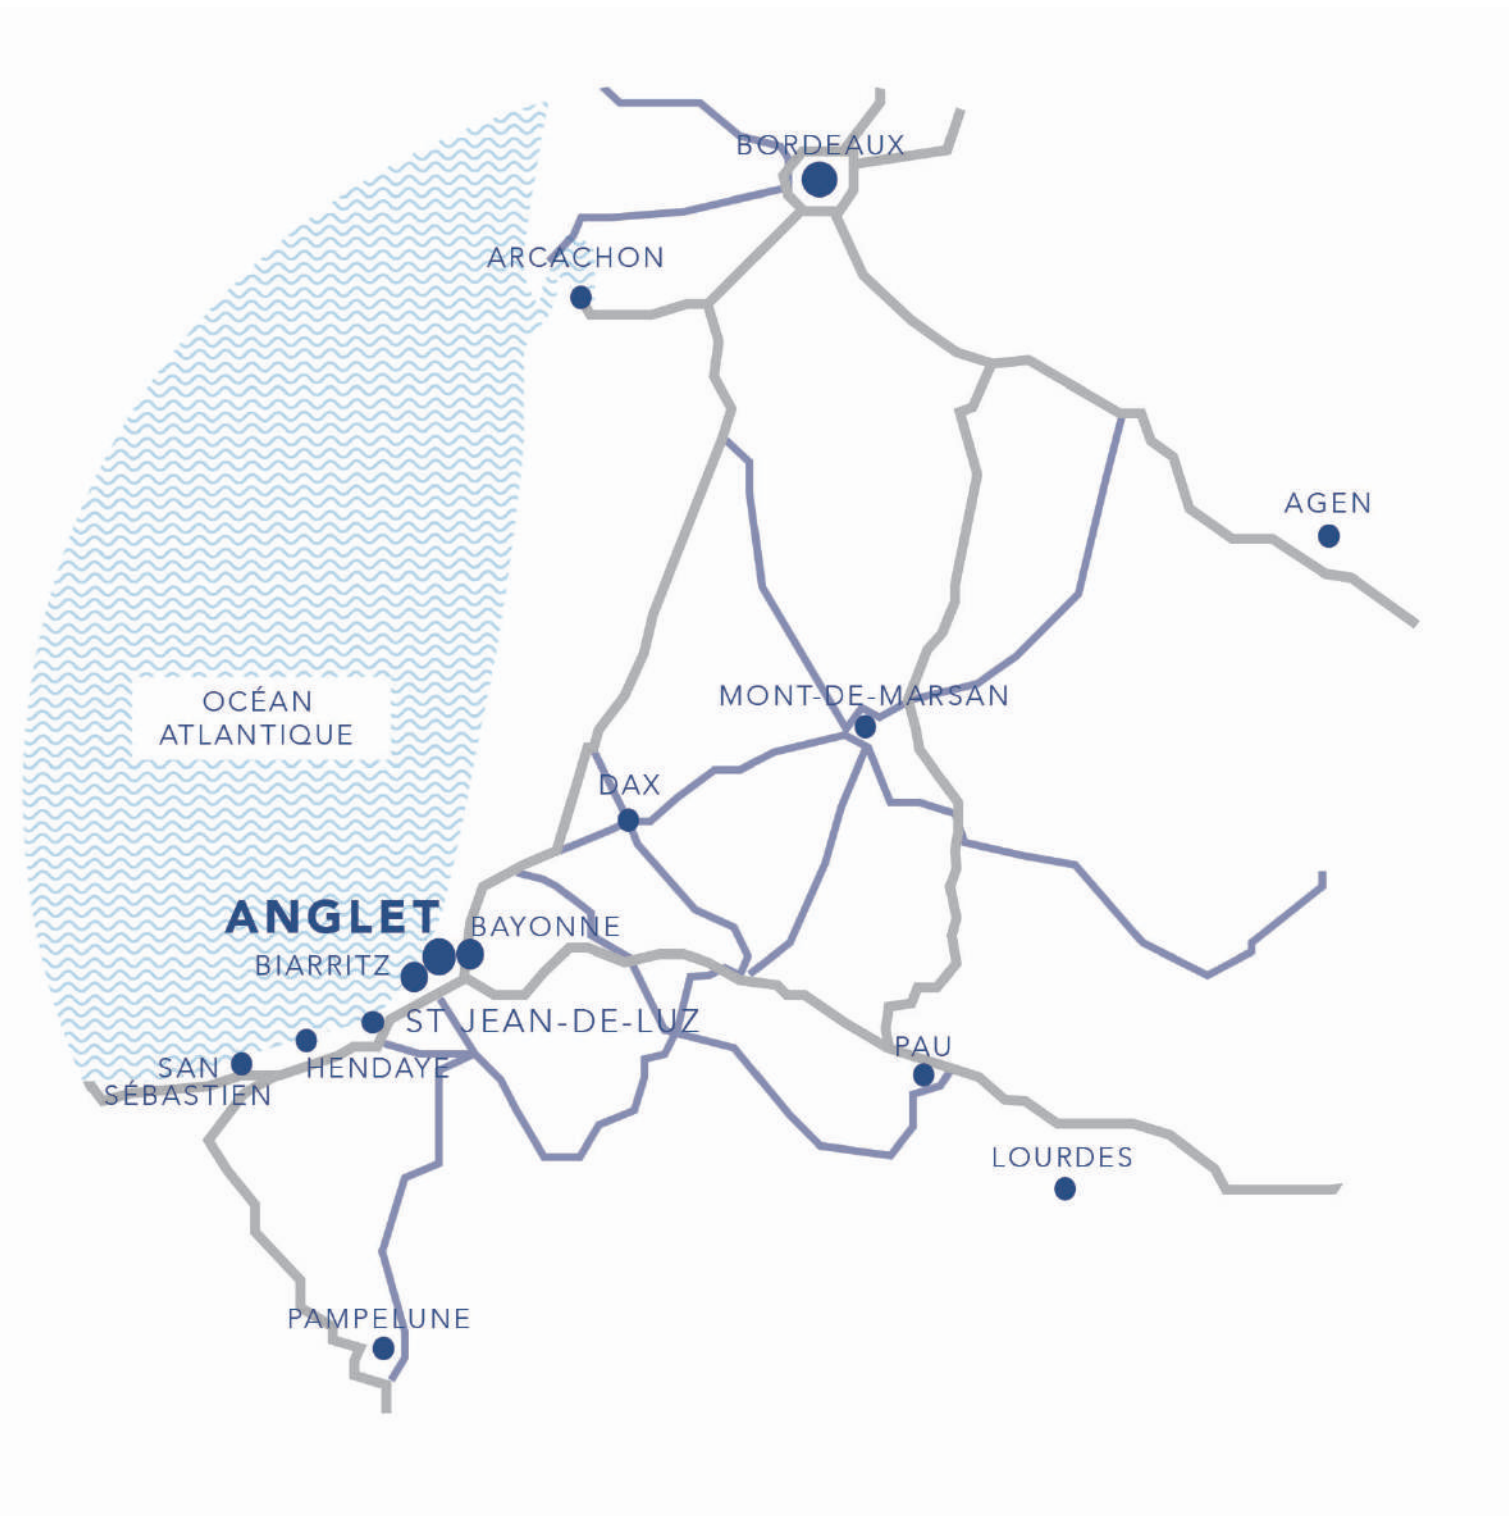 BORDEAUX
ARCACHON
AGEN
OCÉAN
ATLANTIQUE
MONT-DE-MARSAN
DAX
ANGLET
BAYONNE
BIARRITZ
ST JEAN-DE-LUZ
PAU
SAN
SÉBASTIEN
HENDAYE
LOURDES
PAMPELUNE